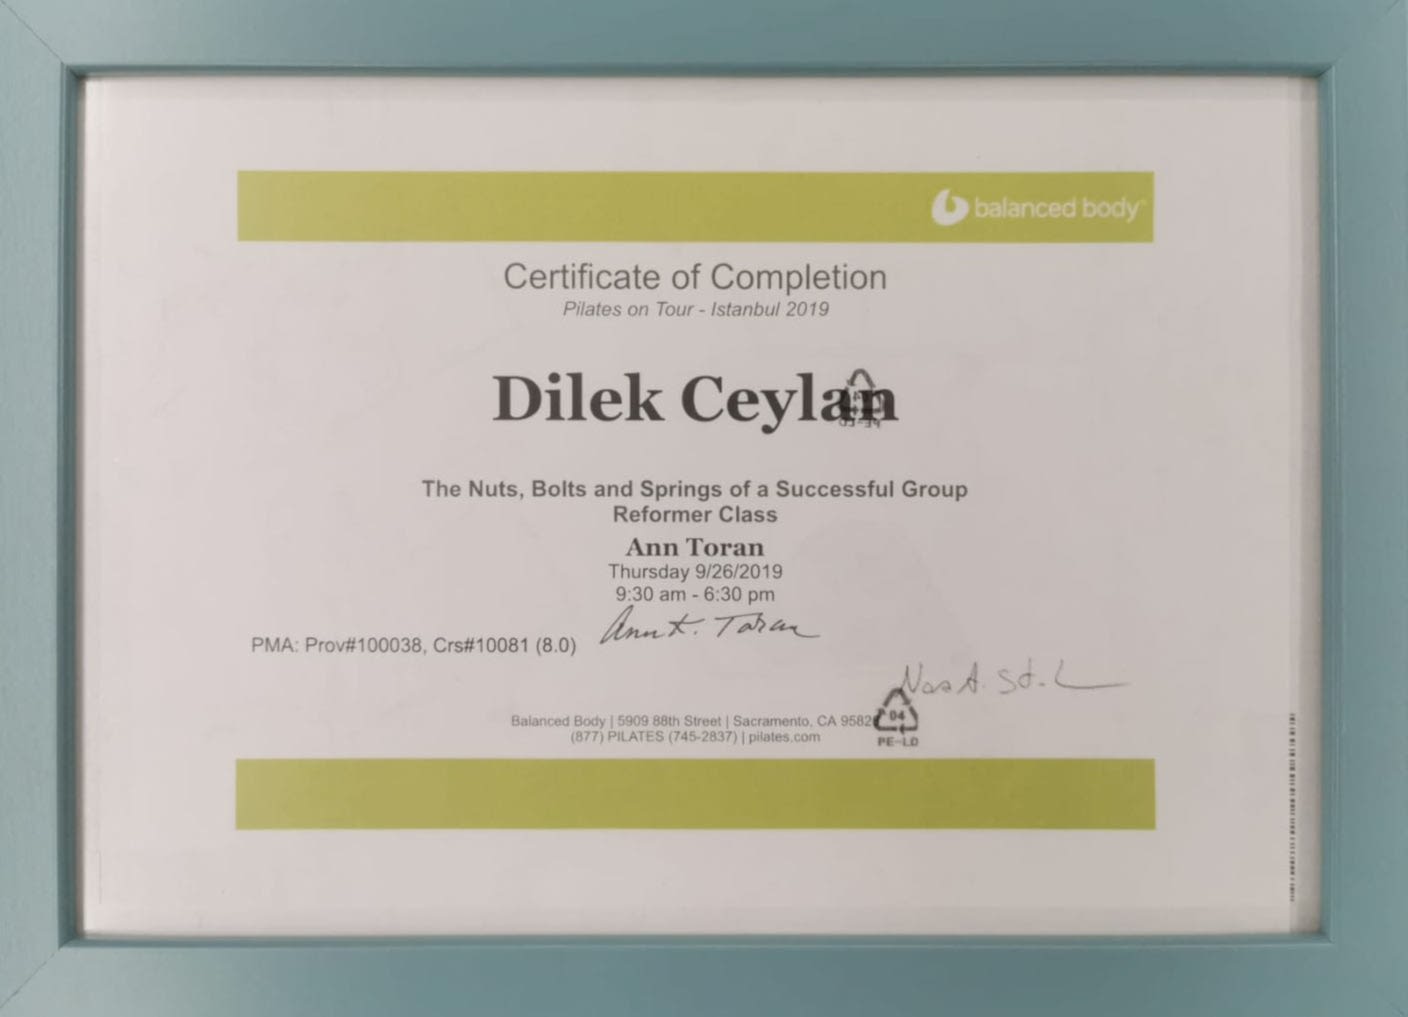 balanced body
Certificate of Completion
Pilates on Tour - Istanbul 2019
Dilek Ceylan
The Nuts, Bolts and Springs of a Successful Group
Reformer Class
Ann Toran
Thursday 9/26/2019
9:30 am - 6:30 pm
Ann T. Toran
PMA: Prov#100038, Crs#10081 (8.0)
Balanced Body | 5909 88th Street | Sacramento, CA 9582
(877) PILATES (745-2837) | pilates.com
04
PE-LD